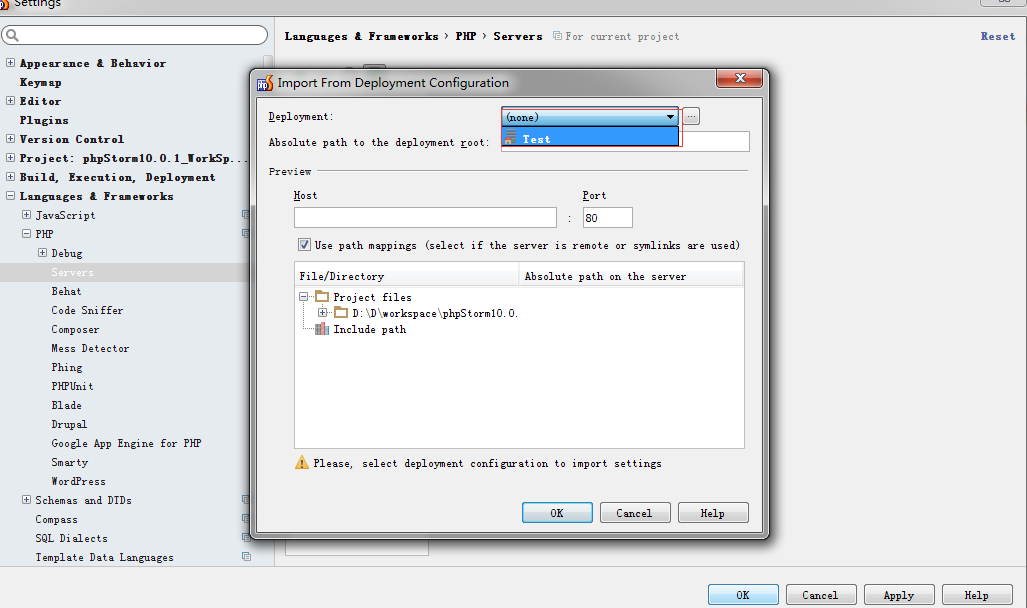 Settings
Languages & Frameworks › PHP › Servers
For current project
Reset
Appearance & Behavior
Keymap
Editor
Plugins
Version Control
Project: phpStorm10.0.1_WorkSp...
Build, Execution, Deployment
Languages & Frameworks
JavaScript
PHP
Debug
Servers
Behat
Code Sniffer
Composer
Mess Detector
Phing
PHPUnit
Blade
Drupal
Google App Engine for PHP
Smarty
WordPress
Schemas and DTDs
Compass
SQL Dialects
Template Data Languages
Import From Deployment Configuration
Deployment:
(none)
...
Test
Absolute path to the deployment root:
Preview
Host
Port
:
80
Use path mappings (select if the server is remote or symlinks are used)
File/Directory
Absolute path on the server
Project files
D:\D\workspace\phpStorm10.0.
Include path
Please, select deployment configuration to import settings
OK
Cancel
Help
OK
Cancel
Apply
Help